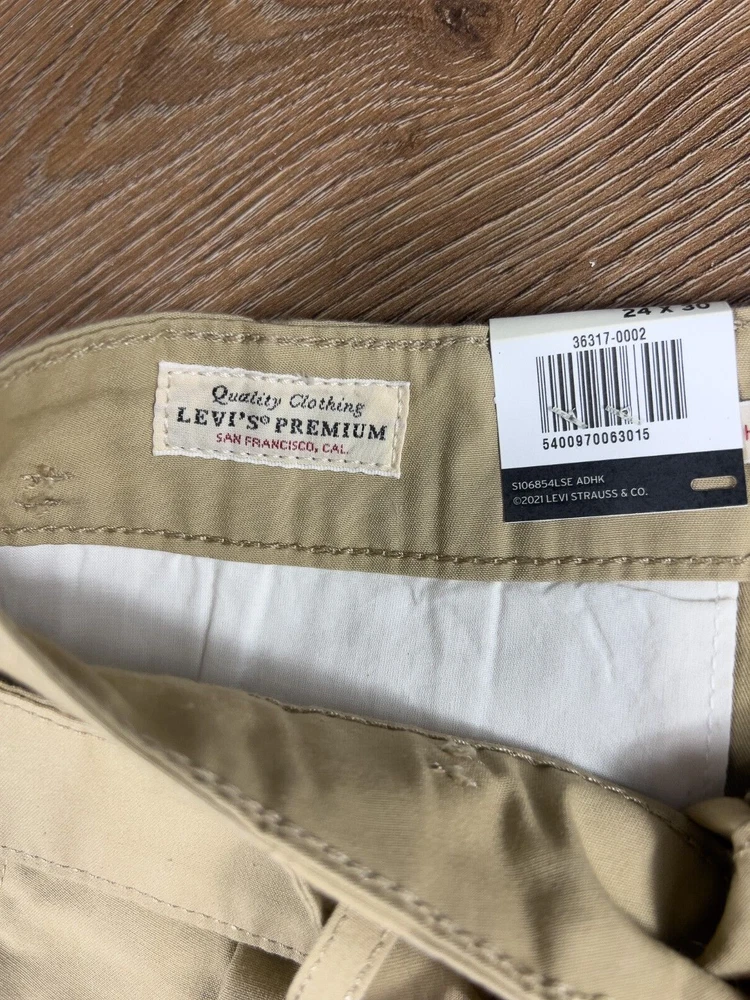 Quality Clothing
LEVI'S® PREMIUM
SAN FRANCISCO, CAL.
24 X 30
36317-0002
5400970063015
S106854LSE ADHK
©2021 LEVI STRAUSS & CO.
H